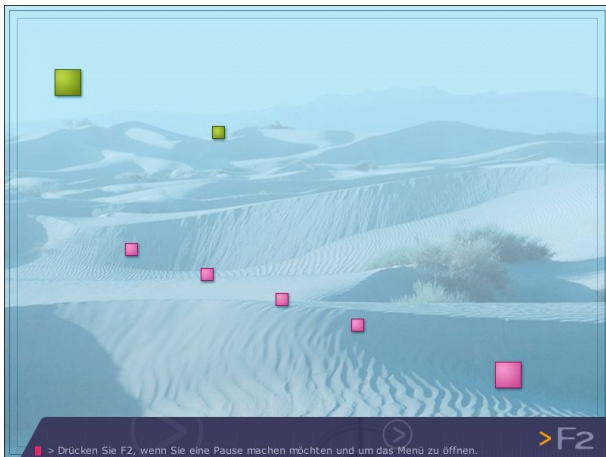 > Drücken Sie F2, wenn Sie eine Pause machen möchten und um das Menü zu öffnen.
>F2